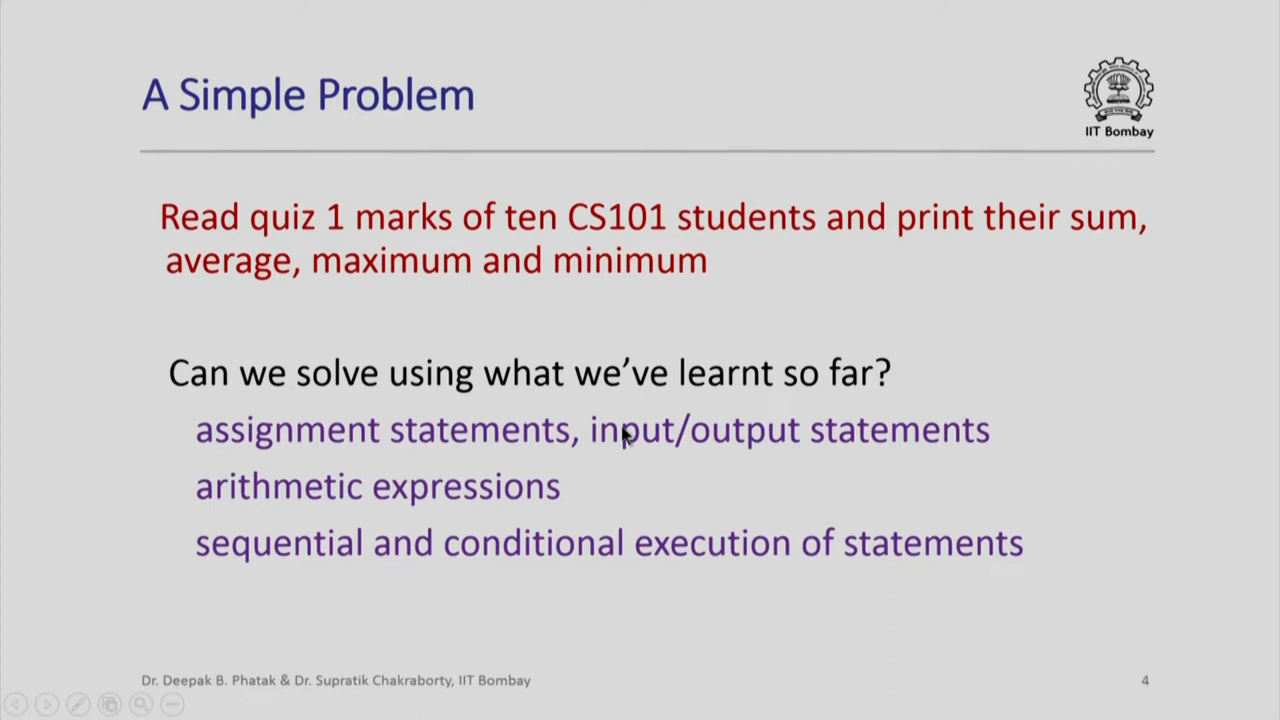 A Simple Problem
IIT Bombay
Read quiz 1 marks of ten CS101 students and print their sum,
average, maximum and minimum
Can we solve using what we’ve learnt so far?
assignment statements, input/output statements
arithmetic expressions
sequential and conditional execution of statements
Dr. Deepak B. Phatak & Dr. Supratik Chakraborty, IIT Bombay
4